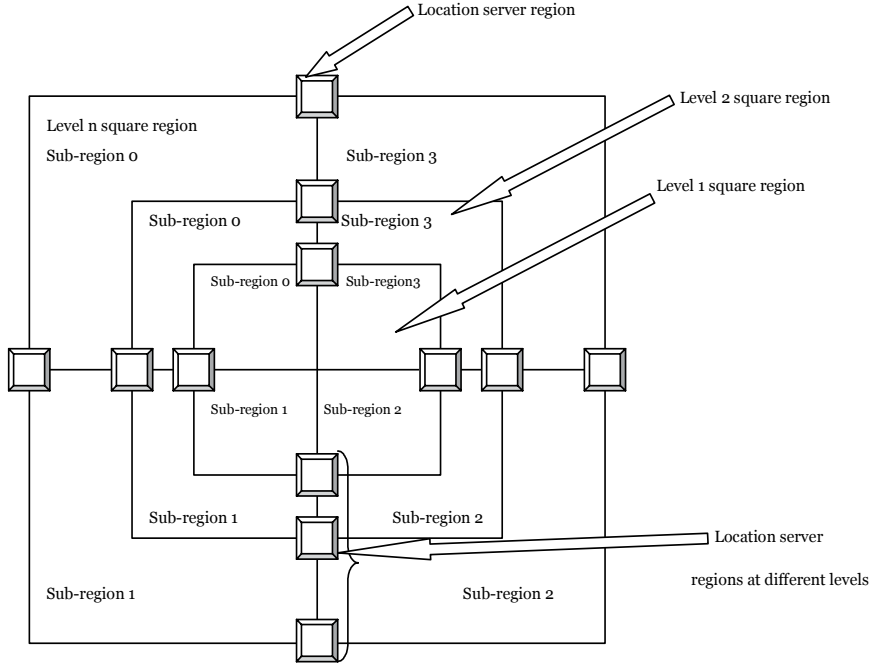 Location server region
Level 2 square region
Level n square region
Sub-region 0
Sub-region 3
Level 1 square region
Sub-region 0
Sub-region 3
Sub-region 0
Sub-region3
Sub-region 1
Sub-region 2
Sub-region 1
Sub-region 2
Location server
regions at different levels
Sub-region 1
Sub-region 2